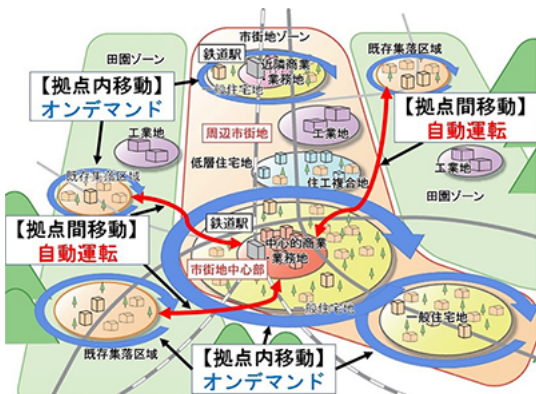 市街地ゾーン
田園ゾーン
鉄道駅
既存集落区域
近隣商業
業務地
一般住宅地
【拠点内移動】
オンデマンド
【拠点間移動】
自動運転
工業地
周辺市街地
工業地
低層住宅地
住工複合地
工業地
既存集落区域
田園ゾーン
鉄道駅
【拠点間移動】
自動運転
中心的商業
業務地
市街地中心部
一般住宅地
一般住宅地
既存集落区域
【拠点内移動】
オンデマンド